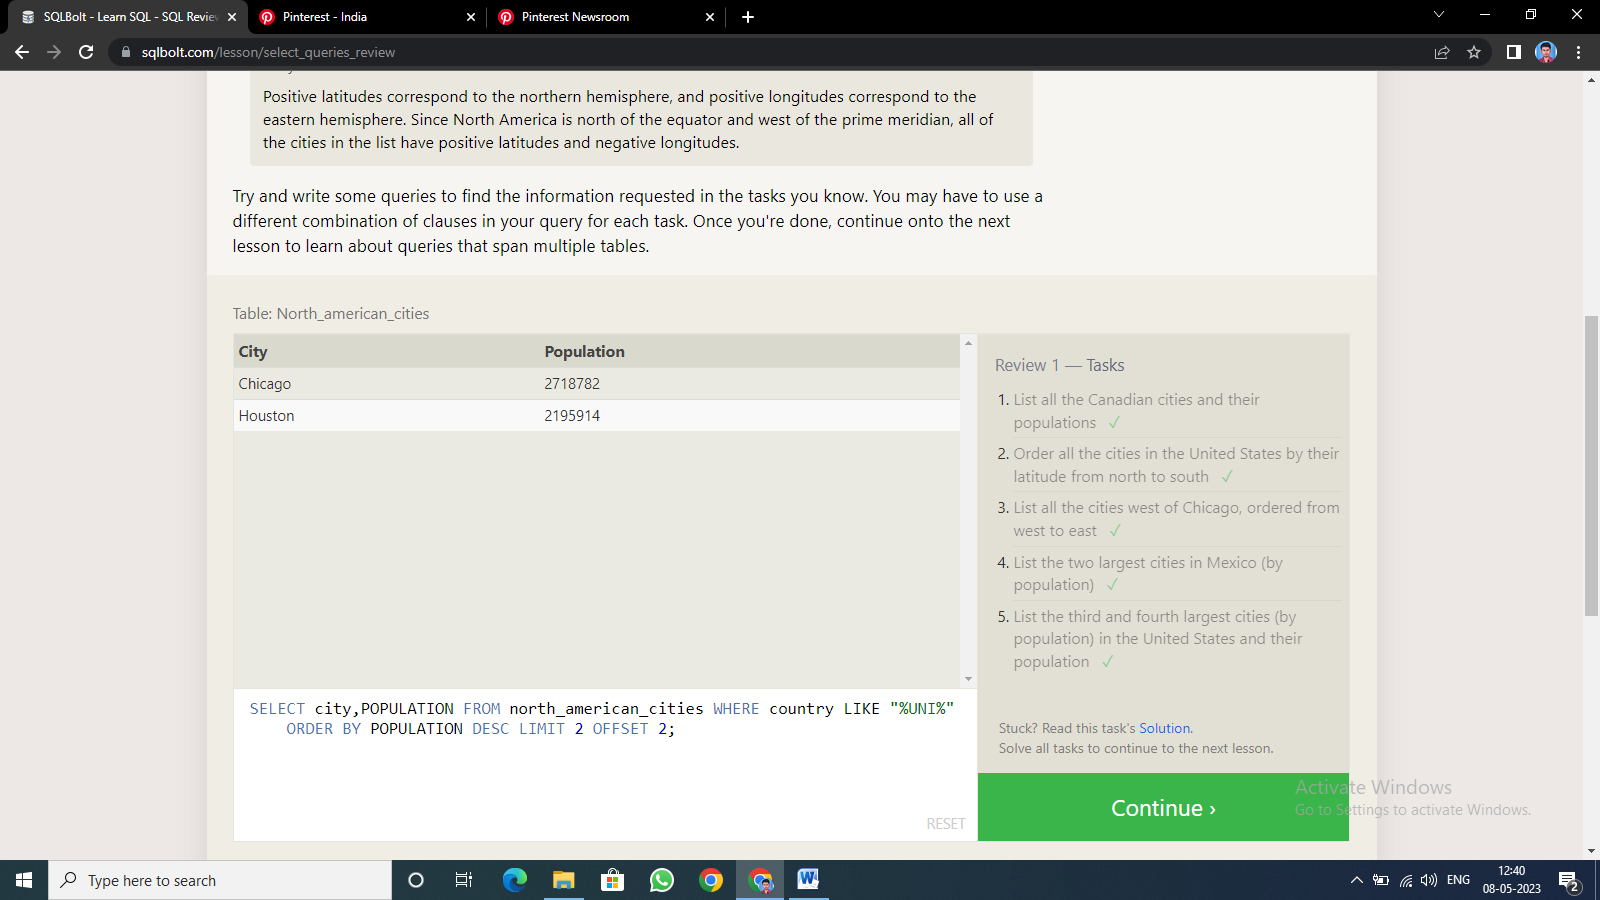 SQLBolt - Learn SQL - SQL Review
Pinterest - India
Pinterest Newsroom
sqlbolt.com/lesson/select_queries_review
Positive latitudes correspond to the northern hemisphere, and positive longitudes correspond to the
eastern hemisphere. Since North America is north of the equator and west of the prime meridian, all of
the cities in the list have positive latitudes and negative longitudes.
Try and write some queries to find the information requested in the tasks you know. You may have to use a
different combination of clauses in your query for each task. Once you're done, continue onto the next
lesson to learn about queries that span multiple tables.
Table: North_american_cities
City Population
Chicago 2718782
Houston 2195914
Review 1 — Tasks
1. List all the Canadian cities and their
populations ✓
2. Order all the cities in the United States by their
latitude from north to south ✓
3. List all the cities west of Chicago, ordered from
west to east ✓
4. List the two largest cities in Mexico (by
population) ✓
5. List the third and fourth largest cities (by
population) in the United States and their
population ✓
SELECT city,POPULATION FROM north_american_cities WHERE country LIKE "%UNI%"
ORDER BY POPULATION DESC LIMIT 2 OFFSET 2;
RESET
Stuck? Read this task's Solution.
Solve all tasks to continue to the next lesson.
Continue ›
Activate Windows
Go to Settings to activate Windows.
Type here to search
ENG
12:40
08-05-2023
2